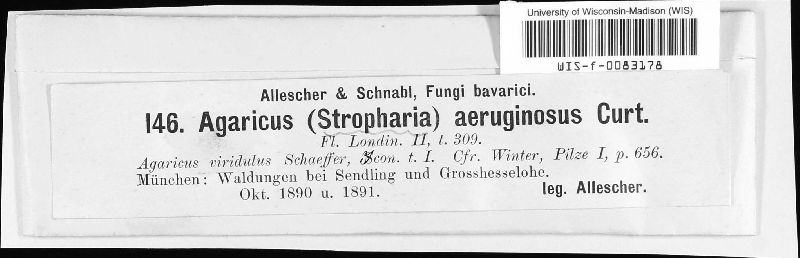 University of Wisconsin-Madison (WIS)
WIS-f-0083178
Allescher & Schnabl, Fungi bavarici.
146. Agaricus (Stropharia) aeruginosus Curt.
Fl. Londin. II, t. 309.
Agaricus viridulus Schaeffer, Icon. t. I. Cfr. Winter, Pilze I, p. 656.
München: Waldungen bei Sendling und Grosshesselohe.
Okt. 1890 u. 1891. leg. Allescher.